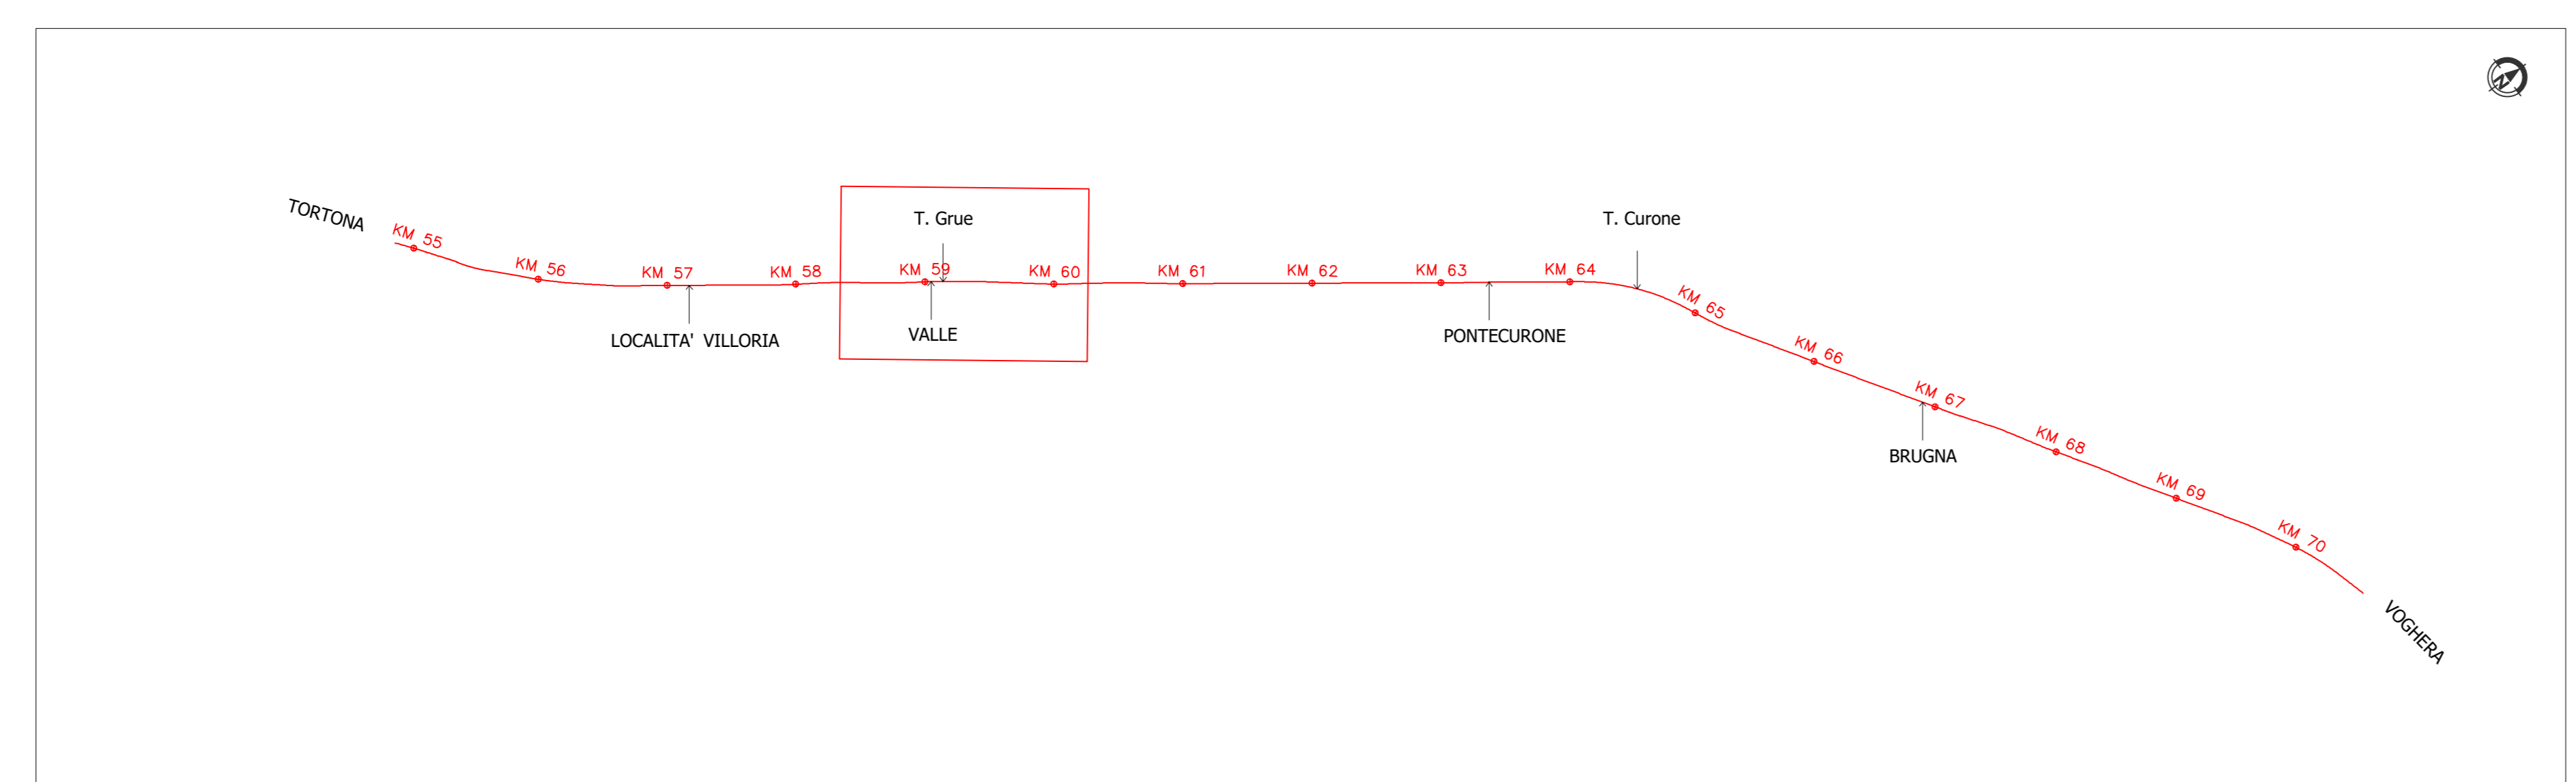 N
T. Grue
T. Curone
TORTONA
KM 55
KM 56
KM 57
KM 58
KM 59
KM 60
KM 61
KM 62
KM 63
KM 64
KM 65
KM 66
KM 67
KM 68
KM 69
KM 70
LOCALITA' VILLORIA
VALLE
PONTECURONE
BRUGNA
VOGHERA